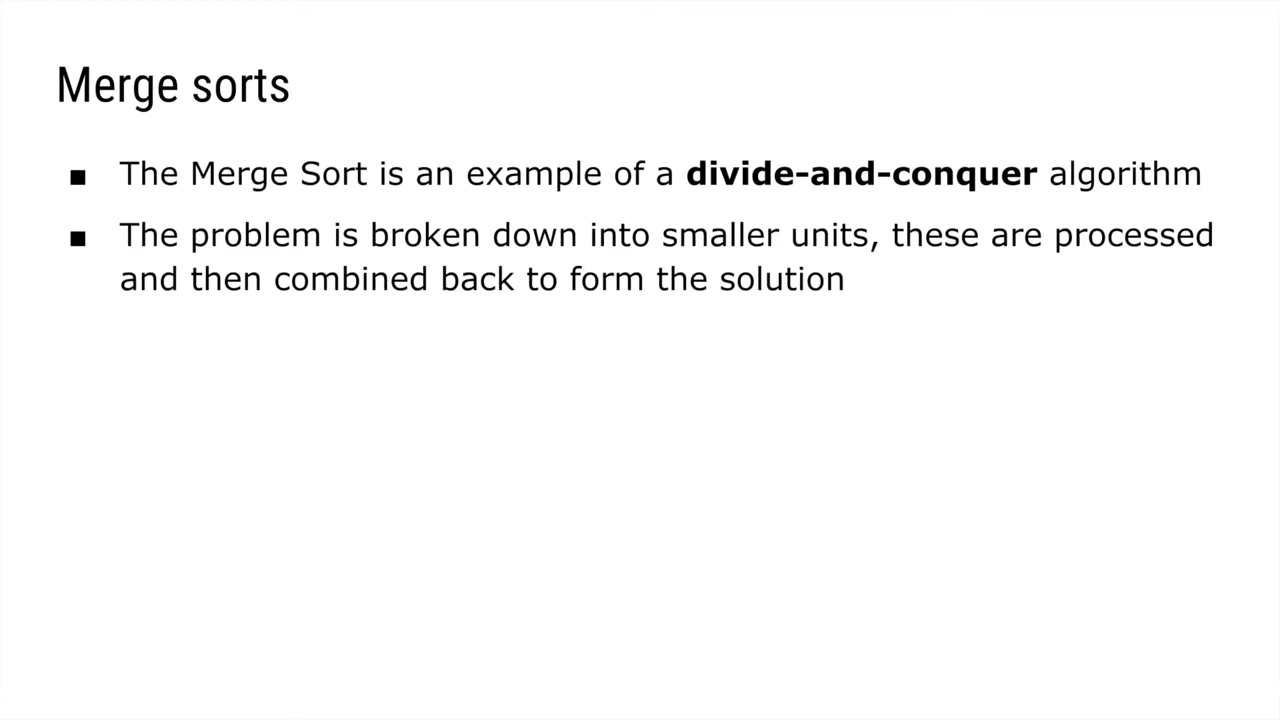 Merge sorts
▪ The Merge Sort is an example of a divide-and-conquer algorithm
▪ The problem is broken down into smaller units, these are processed
and then combined back to form the solution